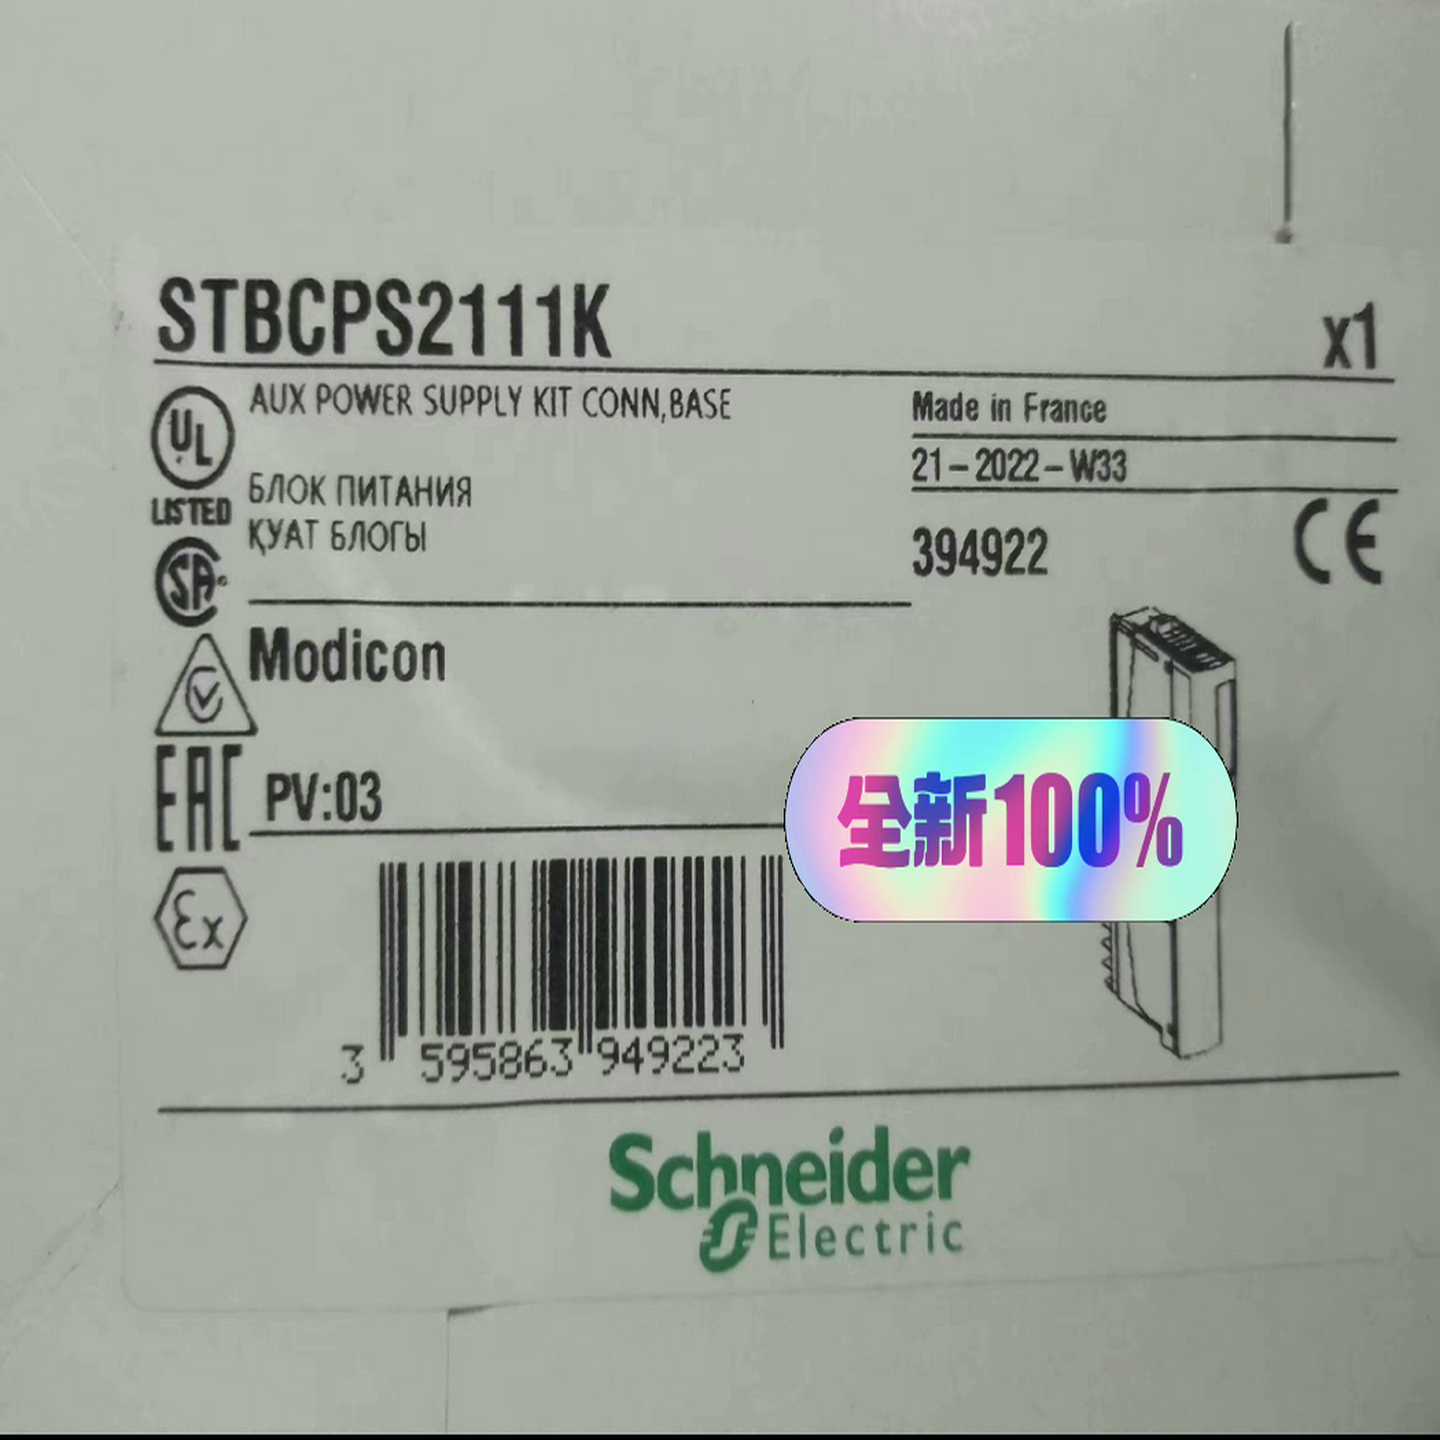 STBCPS2111K
x1
AUX POWER SUPPLY KIT CONN,BASE
Made in France
21-2022-W33
UL
LISTED
БЛОК ПИТАНИЯ
ҚУАТ БЛОГЫ
394922
CE
SA
Modicon
EAC
PV:03
全新100%
Ex
3 595863 949223
Schneider
Electric